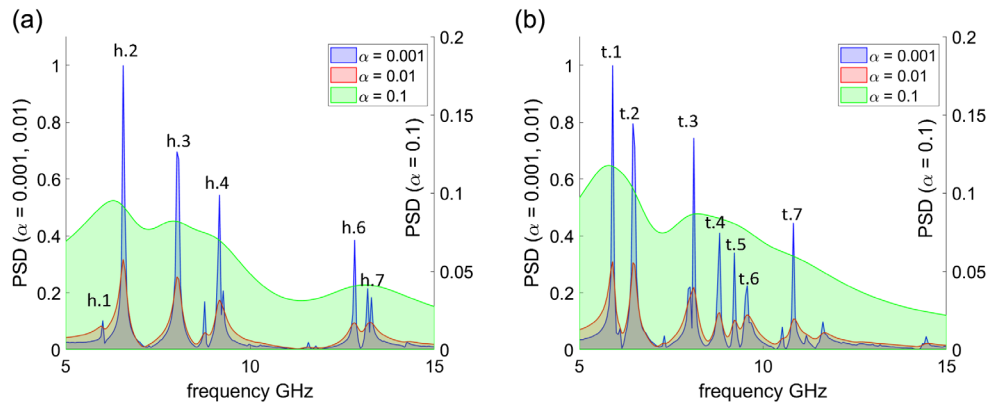 (a)
PSD (α = 0.001, 0.01)
1
0.8
0.6
0.4
0.2
0
h.1
h.2
h.3
h.4
h.6
h.7
α = 0.001
α = 0.01
α = 0.1
0.2
0.15
0.1
0.05
0
PSD (α = 0.1)
5
10
15
frequency GHz
(b)
PSD (α = 0.001, 0.01)
1
0.8
0.6
0.4
0.2
0
t.1
t.2
t.3
t.4
t.5
t.6
t.7
α = 0.001
α = 0.01
α = 0.1
0.2
0.15
0.1
0.05
0
PSD (α = 0.1)
5
10
15
frequency GHz